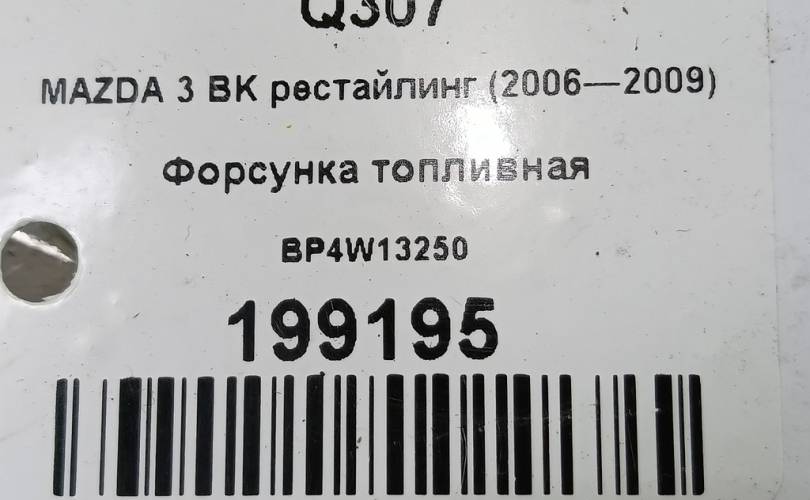 Q307
MAZDA 3 BK рестайлинг (2006—2009)
Форсунка топливная
BP4W13250
199195